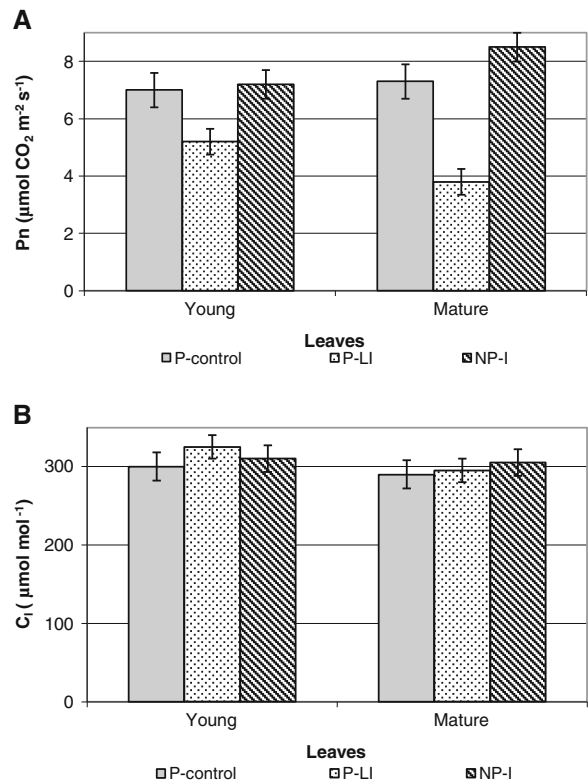 A
Pn (µmol CO₂ m⁻² s⁻¹)
8
6
4
2
0
Young Mature
Leaves
P-control P-LI NP-I
B
Cᵢ ( µmol mol⁻¹)
300
200
100
0
Young Mature
Leaves
P-control P-LI NP-I